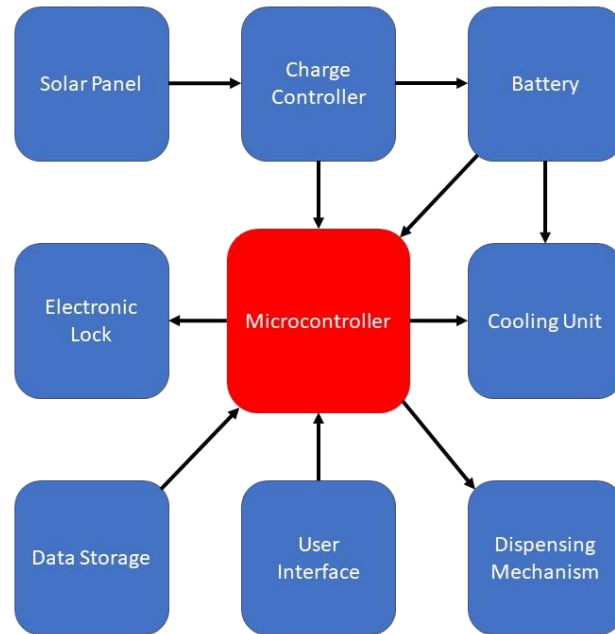 Solar Panel
Charge
Controller
Battery
Electronic
Lock
Microcontroller
Cooling Unit
Data Storage
User
Interface
Dispensing
Mechanism